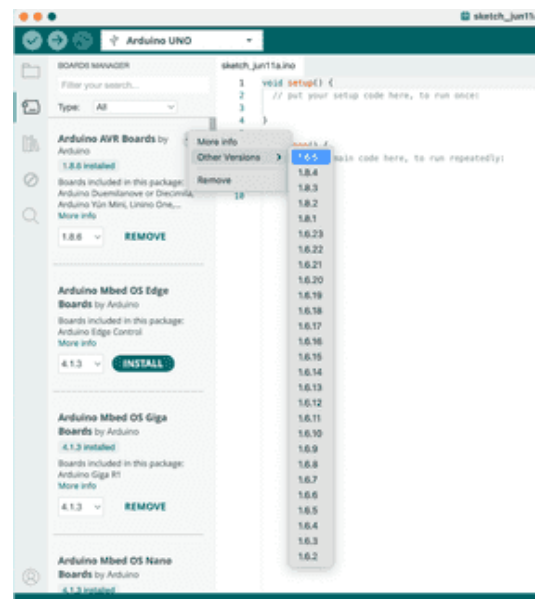 sketch_jun11
Arduino UNO
BOARDS MANAGER
Filter your search...
Type: All
Arduino AVR Boards by
Arduino
1.8.6 installed
Boards included in this package:
Arduino Duemilanove or Diecimila,
Arduino Yún Mini, Linino One,...
More info
1.8.6
REMOVE
Arduino Mbed OS Edge
Boards by Arduino
Boards included in this package:
Arduino Edge Control
More info
4.1.3
INSTALL
Arduino Mbed OS Giga
Boards by Arduino
4.1.3 installed
Boards included in this package:
Arduino Giga R1
More info
4.1.3
REMOVE
Arduino Mbed OS Nano
Boards by Arduino
4.1.3 installed
sketch_jun11a.ino
1 void setup() {
2 // put your setup code here, to run once:
3
4 }
() {
main code here, to run repeatedly:
10
More info
Other Versions
Remove
1.8.4
1.8.3
1.8.2
1.8.1
1.6.23
1.6.22
1.6.21
1.6.20
1.6.19
1.6.18
1.6.17
1.6.16
1.6.15
1.6.14
1.6.13
1.6.12
1.6.11
1.6.10
1.6.9
1.6.8
1.6.7
1.6.6
1.6.5
1.6.4
1.6.3
1.6.2